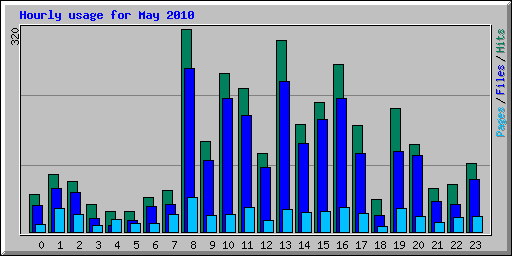 Hourly usage for May 2010
320
Pages/Files/Hits
0 1 2 3 4 5 6 7 8 9 10 11 12 13 14 15 16 17 18 19 20 21 22 23